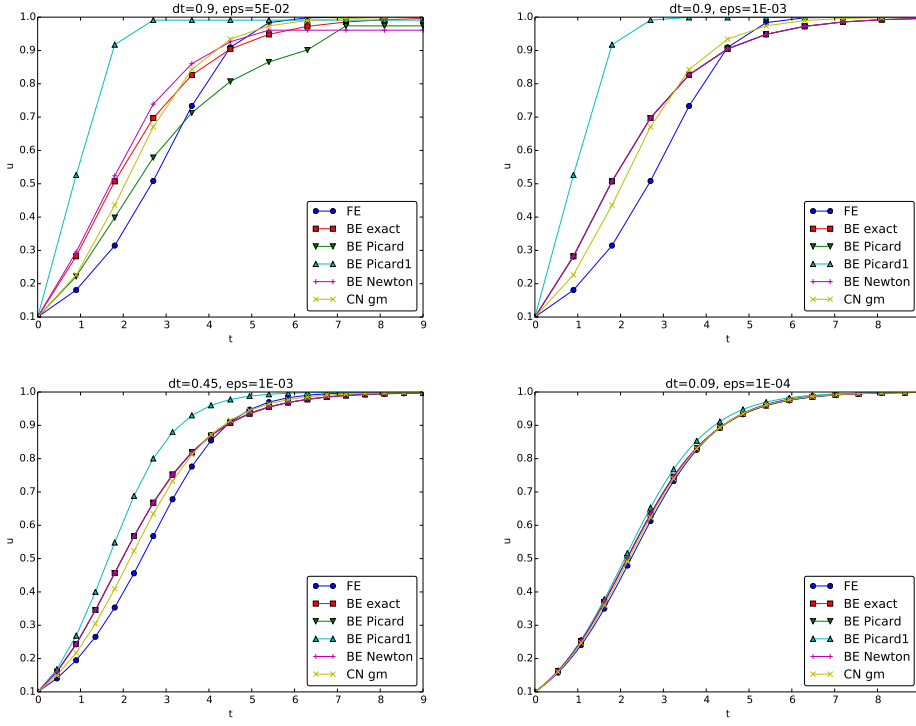 dt=0.9, eps=5E-02
1.0
0.9
0.8
0.7
0.6
0.5
0.4
0.3
0.2
0.1
u
0 1 2 3 4 5 6 7 8 9
t
FE
BE exact
BE Picard
BE Picard1
BE Newton
CN gm
dt=0.9, eps=1E-03
1.0
0.9
0.8
0.7
0.6
0.5
0.4
0.3
0.2
0.1
u
0 1 2 3 4 5 6 7 8
t
FE
BE exact
BE Picard
BE Picard1
BE Newton
CN gm
dt=0.45, eps=1E-03
1.0
0.9
0.8
0.7
0.6
0.5
0.4
0.3
0.2
0.1
u
0 1 2 3 4 5 6 7 8 9
t
FE
BE exact
BE Picard
BE Picard1
BE Newton
CN gm
dt=0.09, eps=1E-04
1.0
0.9
0.8
0.7
0.6
0.5
0.4
0.3
0.2
0.1
u
0 1 2 3 4 5 6 7 8
t
FE
BE exact
BE Picard
BE Picard1
BE Newton
CN gm